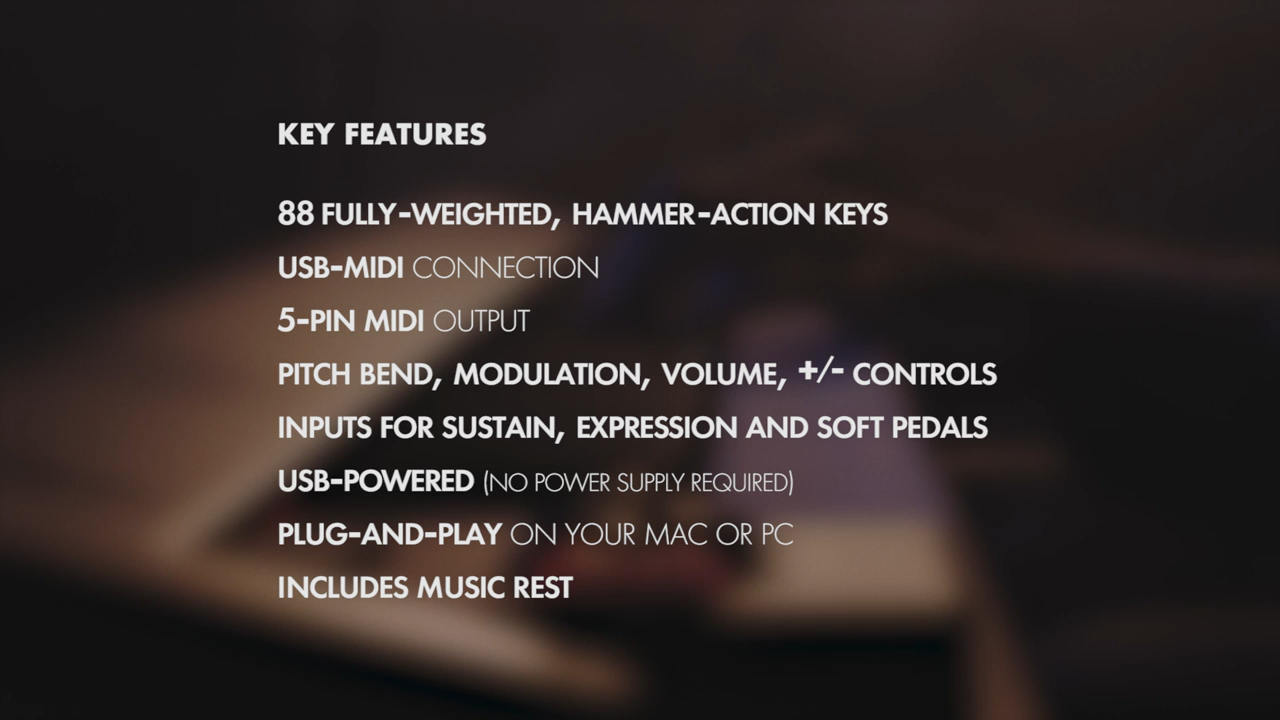 KEY FEATURES
88 FULLY-WEIGHTED, HAMMER-ACTION KEYS
USB-MIDI CONNECTION
5-PIN MIDI OUTPUT
PITCH BEND, MODULATION, VOLUME, +/- CONTROLS
INPUTS FOR SUSTAIN, EXPRESSION AND SOFT PEDALS
USB-POWERED (NO POWER SUPPLY REQUIRED)
PLUG-AND-PLAY ON YOUR MAC OR PC
INCLUDES MUSIC REST